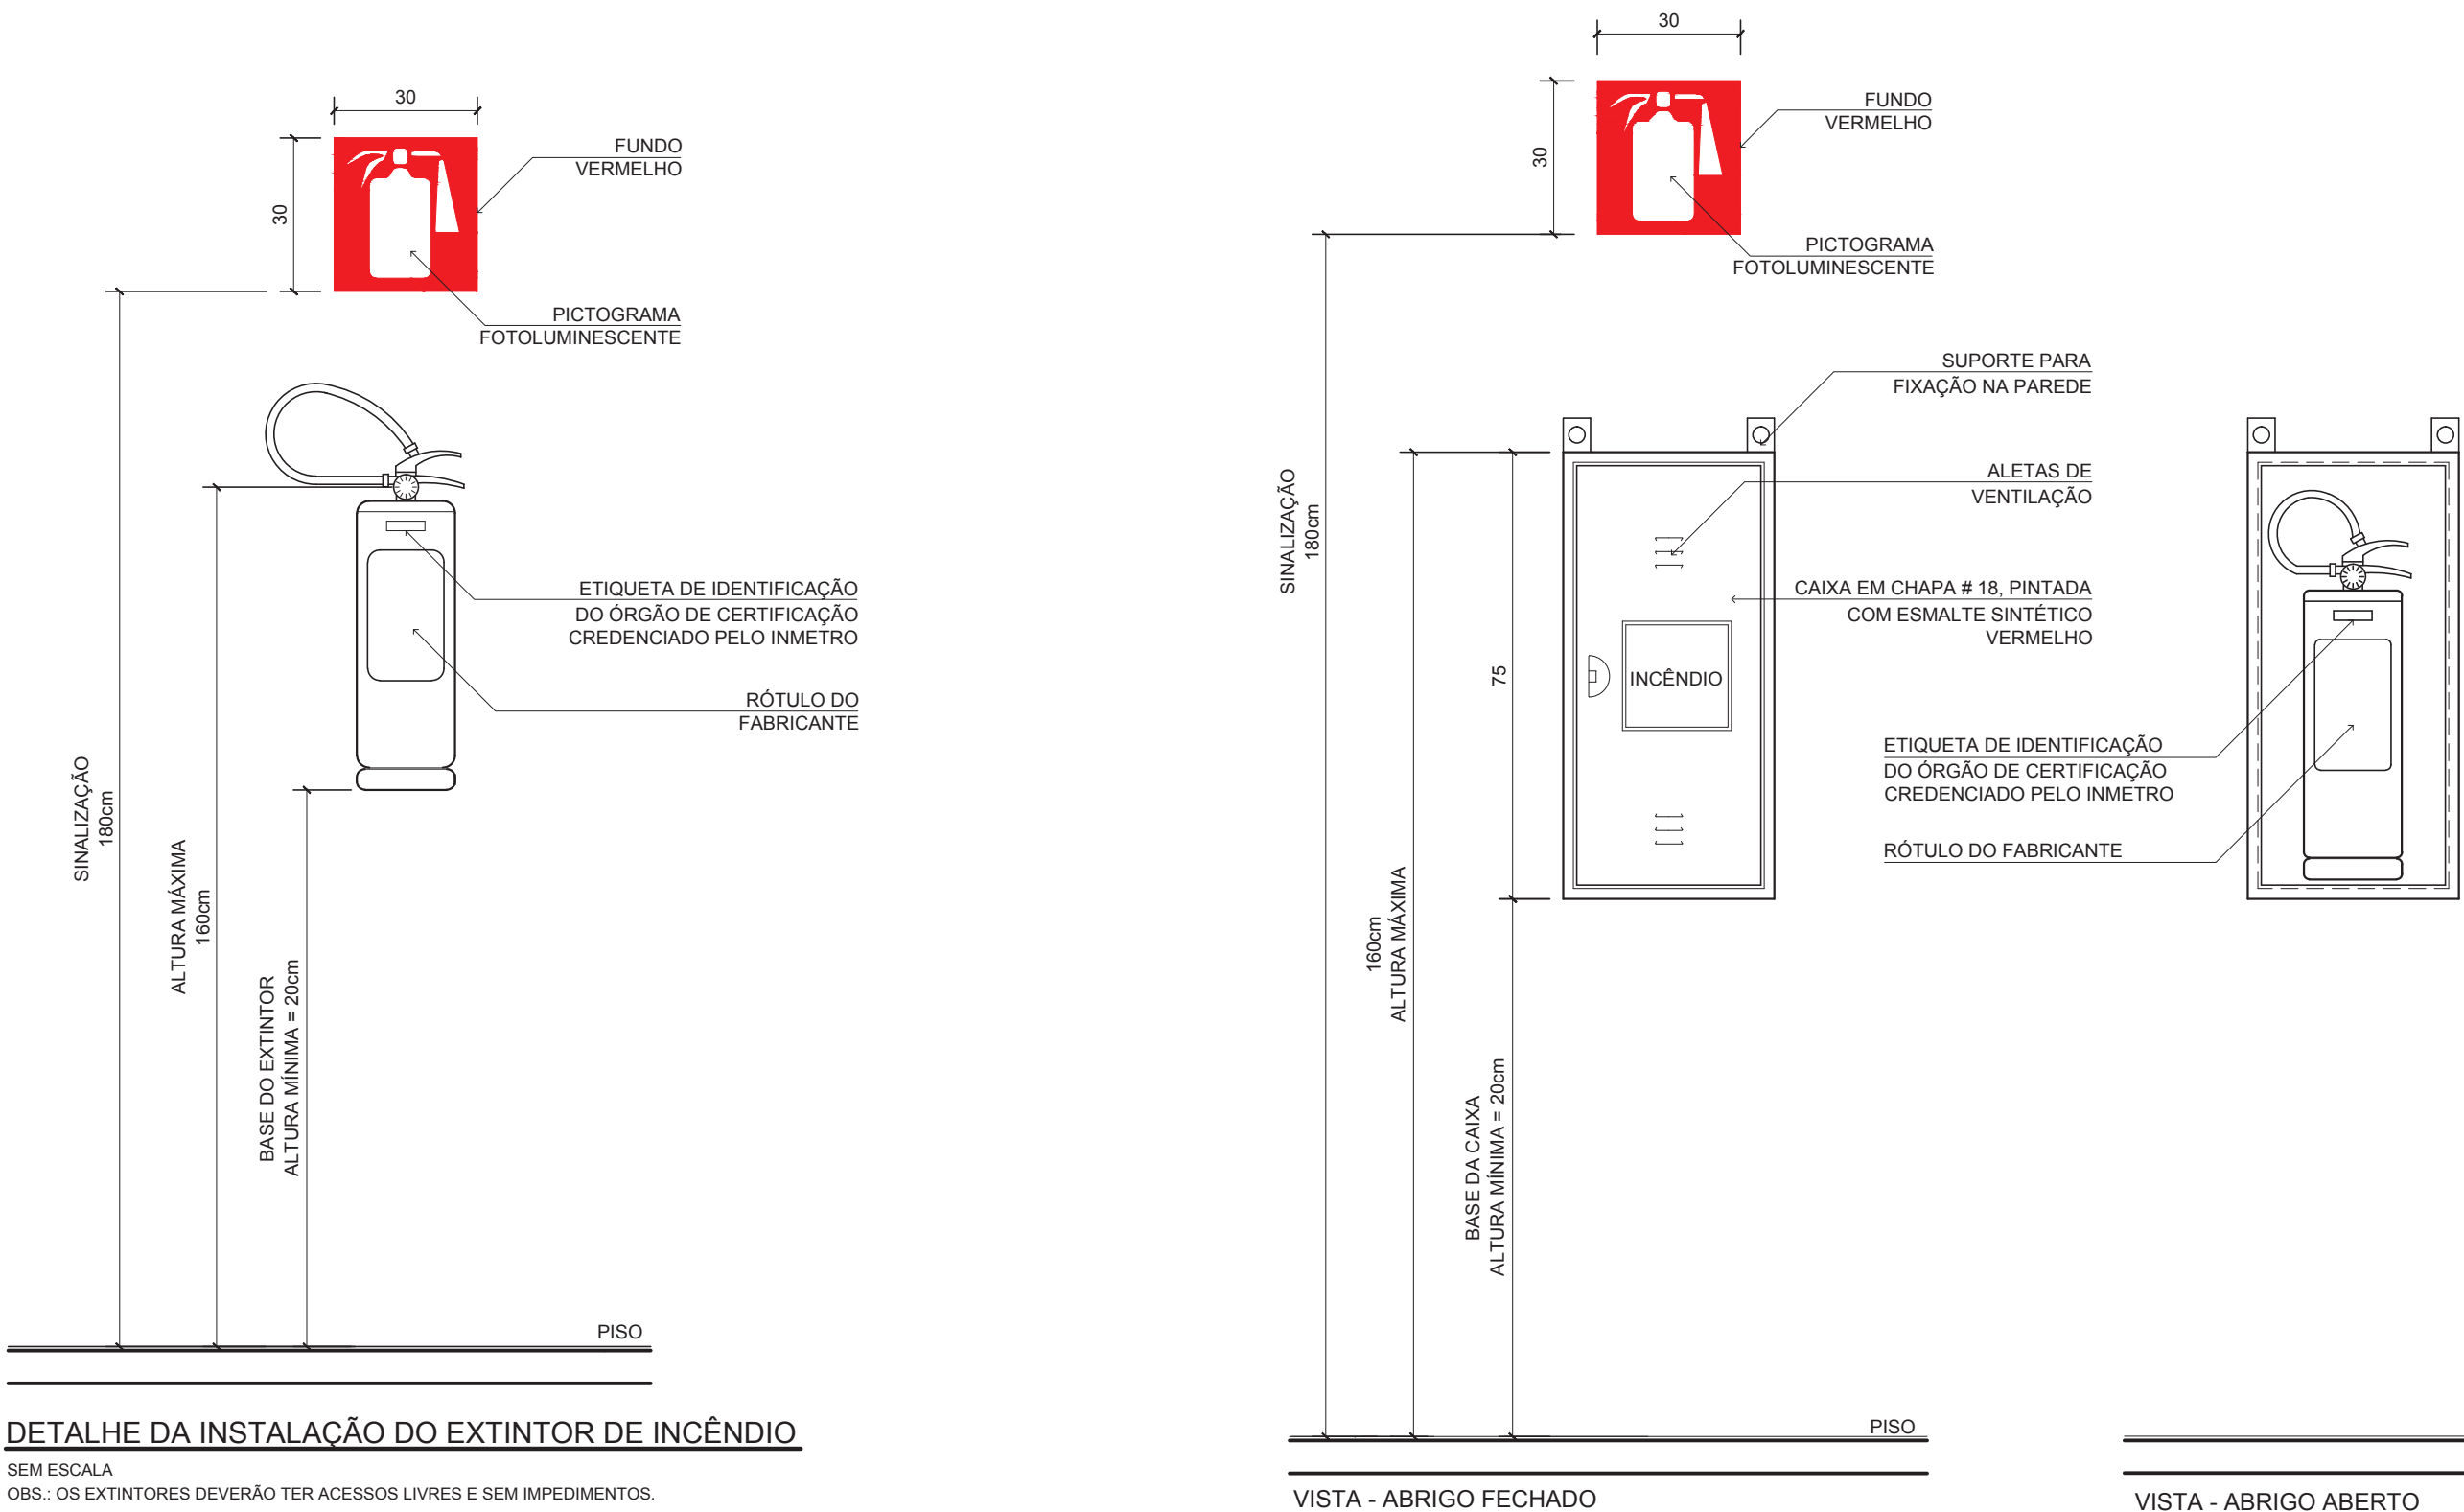 30
30
FUNDO
VERMELHO
PICTOGRAMA
FOTOLUMINESCENTE
ETIQUETA DE IDENTIFICAÇÃO
DO ÓRGÃO DE CERTIFICAÇÃO
CREDENCIADO PELO INMETRO
RÓTULO DO
FABRICANTE
SINALIZAÇÃO
180cm
ALTURA MÁXIMA
160cm
BASE DO EXTINTOR
ALTURA MÍNIMA = 20cm
PISO
DETALHE DA INSTALAÇÃO DO EXTINTOR DE INCÊNDIO
SEM ESCALA
OBS.: OS EXTINTORES DEVERÃO TER ACESSOS LIVRES E SEM IMPEDIMENTOS.
30
30
FUNDO
VERMELHO
PICTOGRAMA
FOTOLUMINESCENTE
SUPORTE PARA
FIXAÇÃO NA PAREDE
ALETAS DE
VENTILAÇÃO
CAIXA EM CHAPA # 18, PINTADA
COM ESMALTE SINTÉTICO
VERMELHO
INCÊNDIO
75
SINALIZAÇÃO
180cm
160cm
ALTURA MÁXIMA
BASE DA CAIXA
ALTURA MÍNIMA = 20cm
PISO
VISTA - ABRIGO FECHADO
ETIQUETA DE IDENTIFICAÇÃO
DO ÓRGÃO DE CERTIFICAÇÃO
CREDENCIADO PELO INMETRO
RÓTULO DO FABRICANTE
VISTA - ABRIGO ABERTO